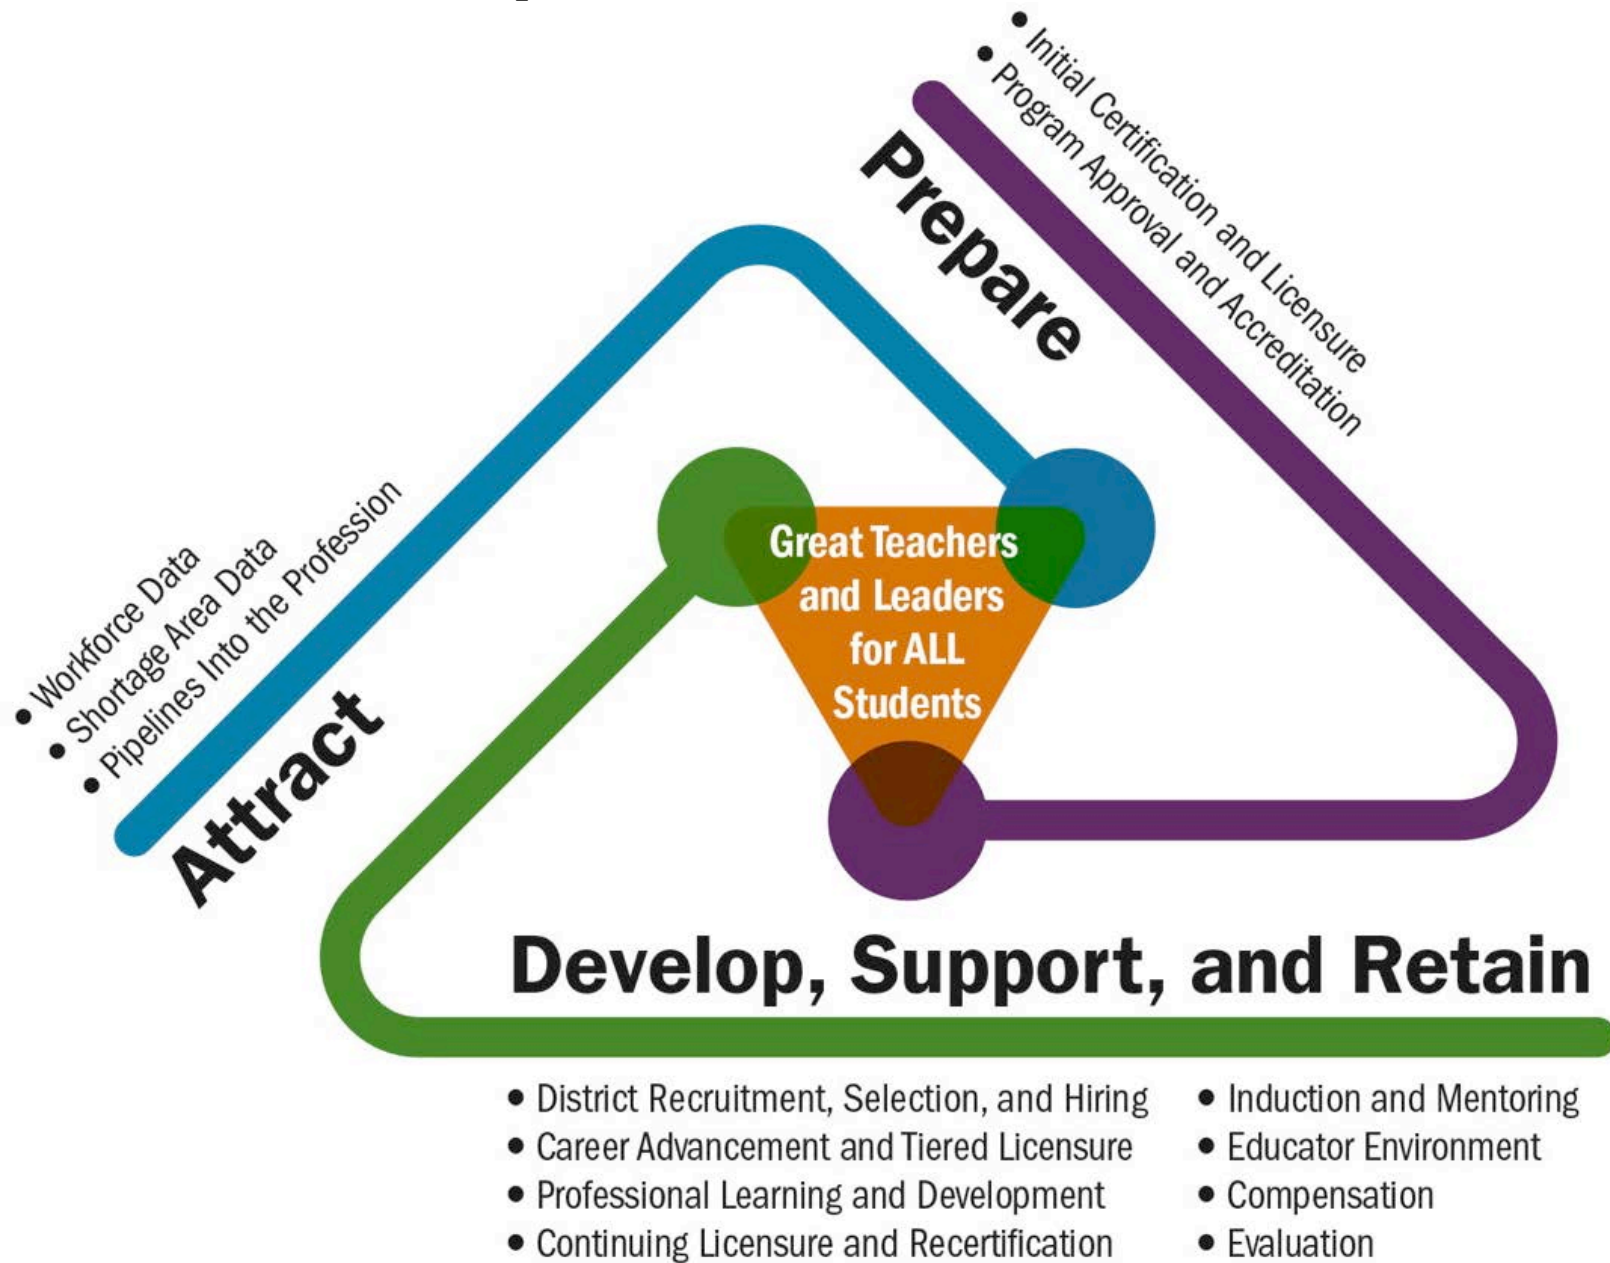 • Initial Certification and Licensure
• Program Approval and Accreditation
Prepare
• Workforce Data
• Shortage Area Data
• Pipelines Into the Profession
Attract
Great Teachers
and Leaders
for ALL
Students
Develop, Support, and Retain
• District Recruitment, Selection, and Hiring
• Career Advancement and Tiered Licensure
• Professional Learning and Development
• Continuing Licensure and Recertification
• Induction and Mentoring
• Educator Environment
• Compensation
• Evaluation